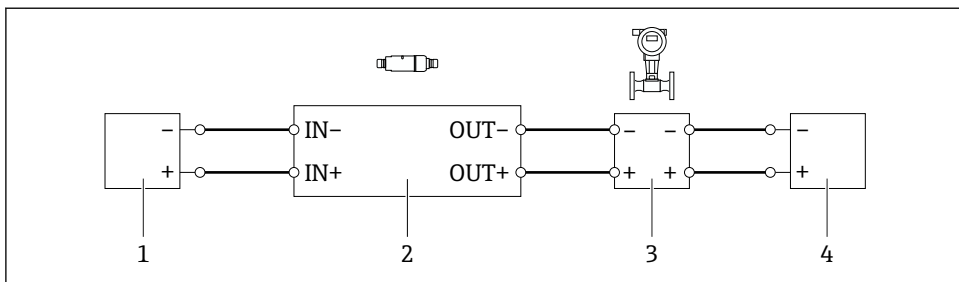 − IN− OUT− − − −
+ IN+ OUT+ + + +
1 2 3 4